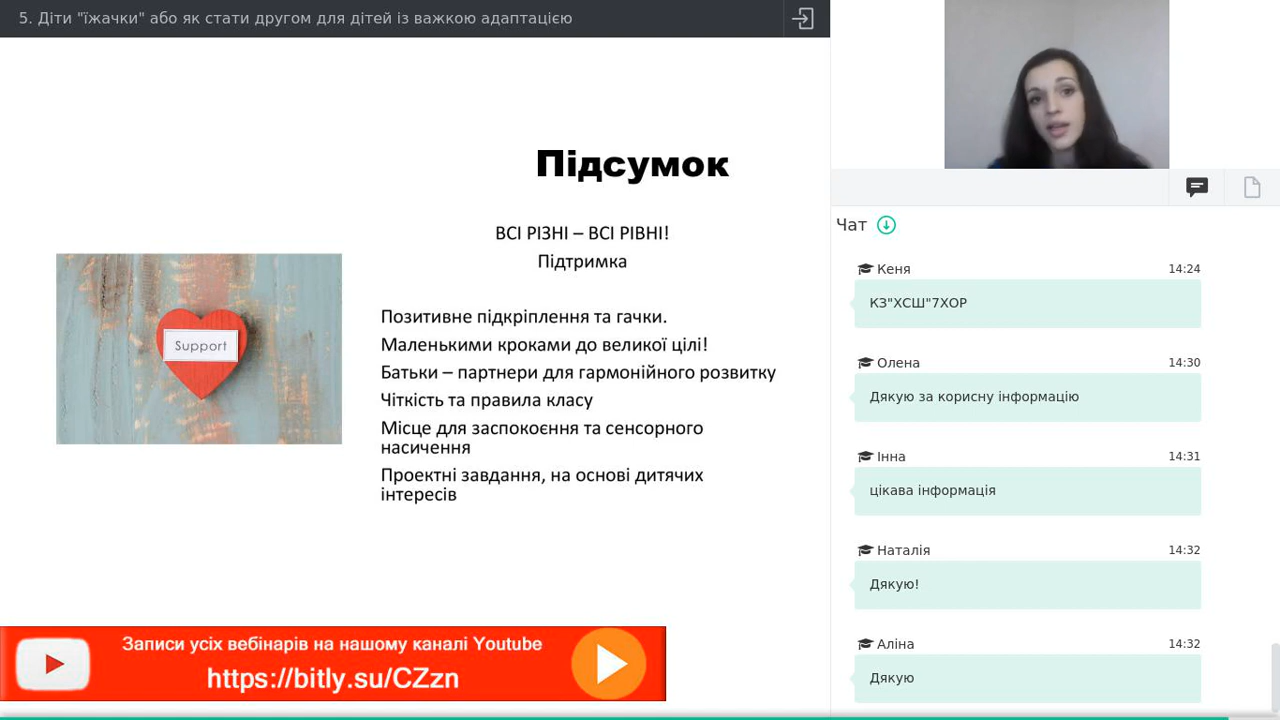 5. Діти "їжачки" або як стати другом для дітей із важкою адаптацією
Підсумок
ВСІ РІЗНІ – ВСІ РІВНІ!
Підтримка
Support
Позитивне підкріплення та гачки.
Маленькими кроками до великої цілі!
Батьки – партнери для гармонійного розвитку
Чіткість та правила класу
Місце для заспокоєння та сенсорного
насичення
Проектні завдання, на основі дитячих
інтересів
Записи усіх вебінарів на нашому каналі Youtube
https://bitly.su/CZzn
Чат
Кеня 14:24
КЗ"ХСШ"7ХОР
Олена 14:30
Дякую за корисну інформацію
Інна 14:31
цікава інформація
Наталія 14:32
Дякую!
Аліна 14:32
Дякую